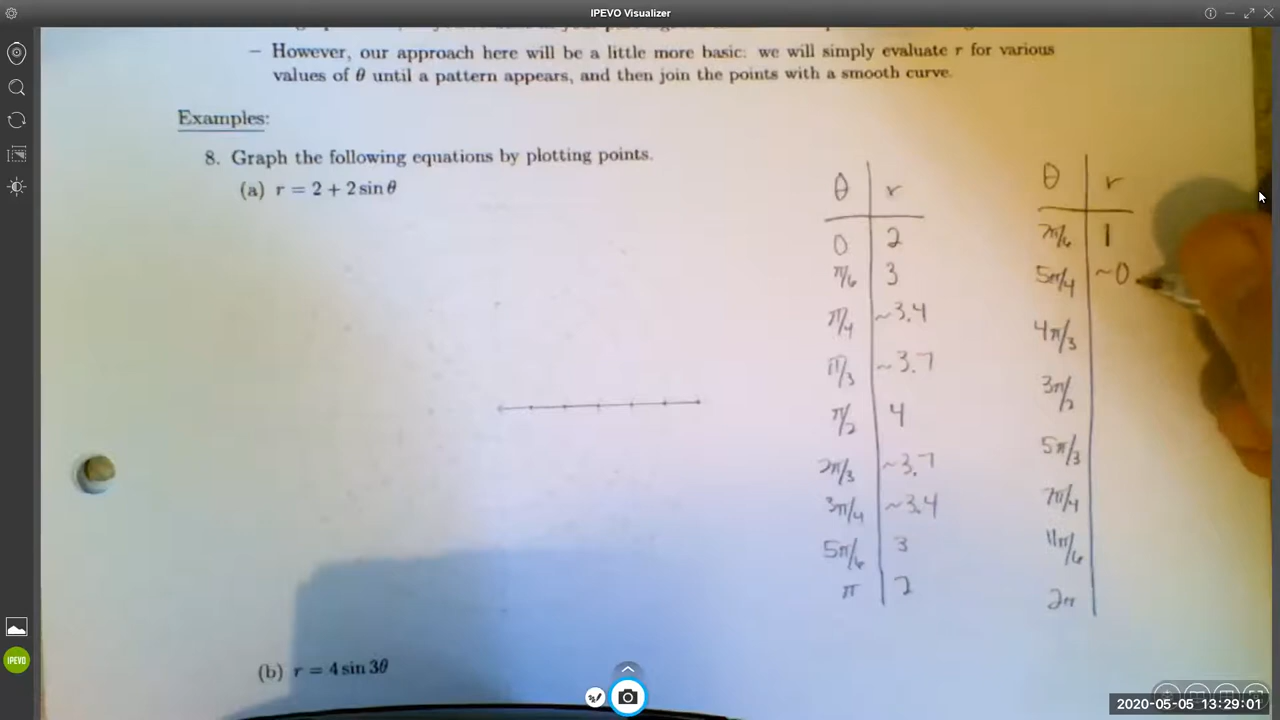 IPEVO Visualizer
– However, our approach here will be a little more basic: we will simply evaluate r for various
values of θ until a pattern appears, and then join the points with a smooth curve.
Examples:
8. Graph the following equations by plotting points.
(a) r = 2 + 2 sin θ
θ r
0 2
π/6 3
π/4 ~3.4
π/3 ~3.7
π/2 4
2π/3 ~3.7
3π/4 ~3.4
5π/6 3
π 2
θ r
7π/6 1
5π/4 ~0
4π/3
3π/2
5π/3
7π/4
11π/6
2π
(b) r = 4 sin 3θ
IPEVO
2020-05-05 13:29:01